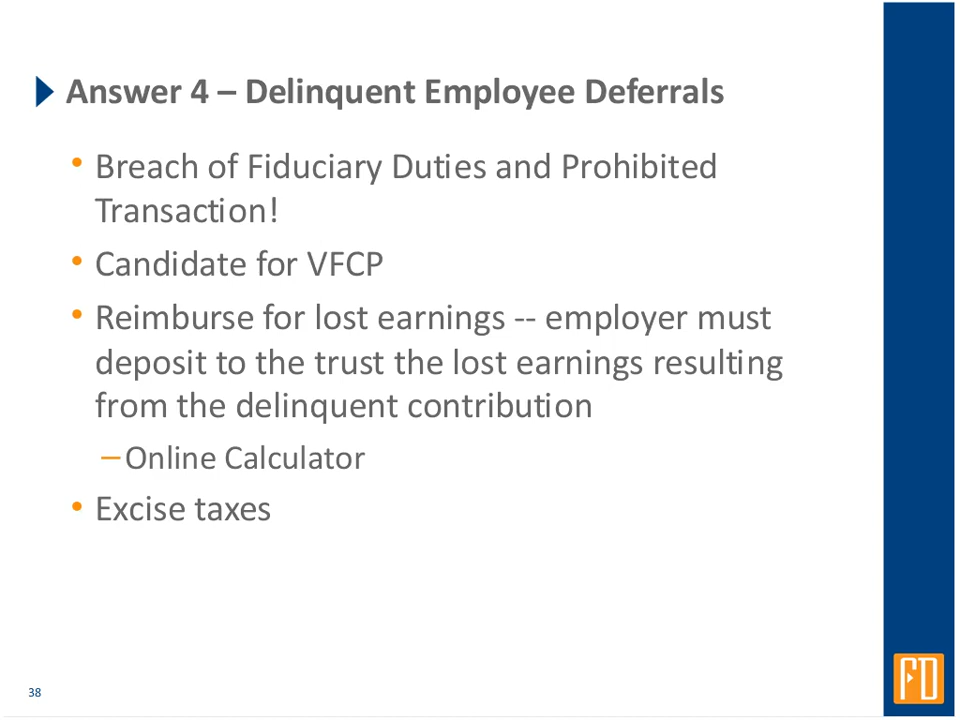 Answer 4 – Delinquent Employee Deferrals
• Breach of Fiduciary Duties and Prohibited
Transaction!
• Candidate for VFCP
• Reimburse for lost earnings -- employer must
deposit to the trust the lost earnings resulting
from the delinquent contribution
– Online Calculator
• Excise taxes
38
FD